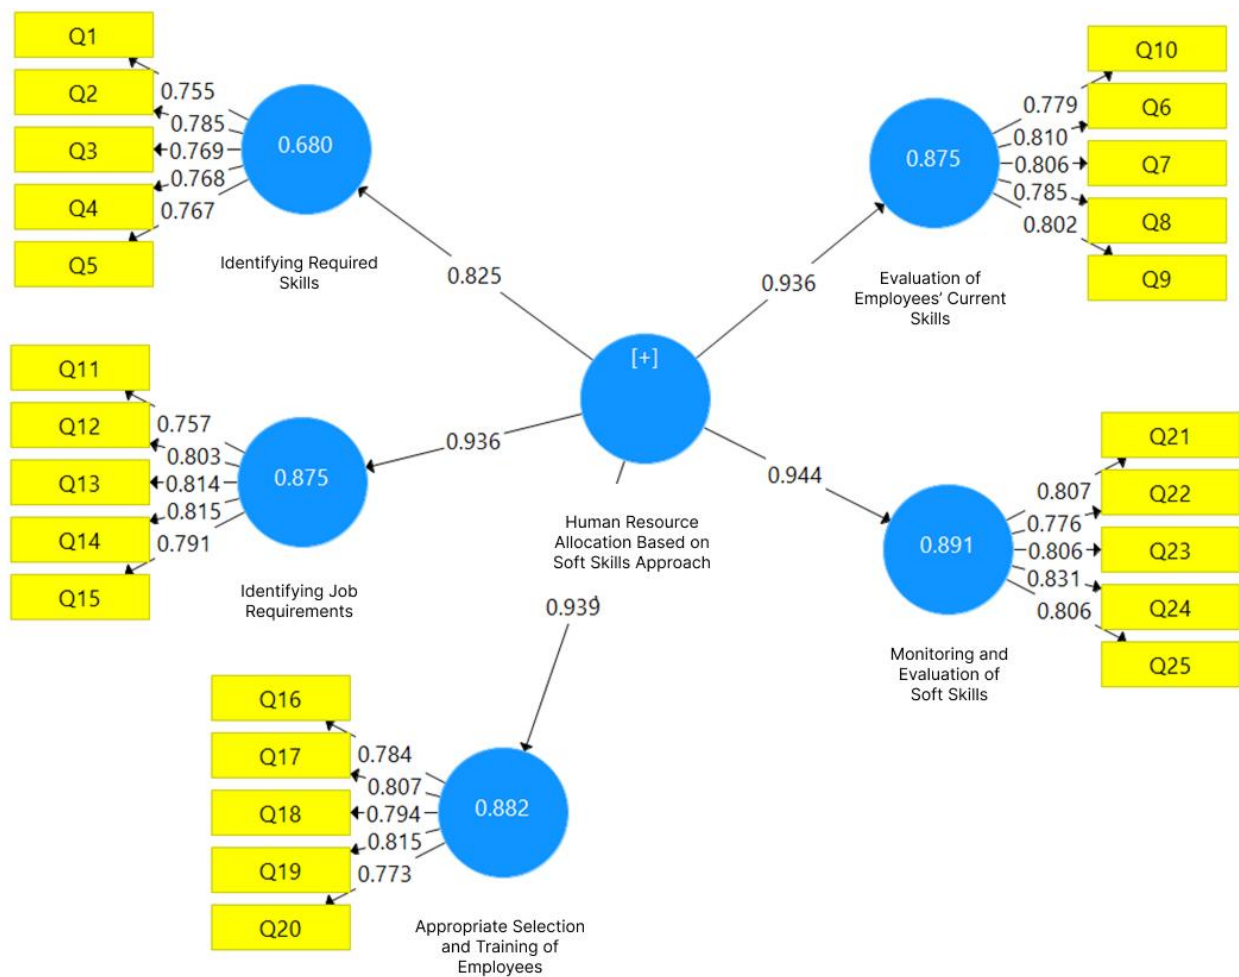 Q1
Q2
Q3
Q4
Q5
0.755
0.785
0.769
0.768
0.767
0.680
Identifying Required
Skills
0.825
Q10
Q6
Q7
Q8
Q9
0.779
0.810
0.806
0.785
0.802
0.875
Evaluation of
Employees’ Current
Skills
0.936
[+]
Human Resource
Allocation Based on
Soft Skills Approach
Q11
Q12
Q13
Q14
Q15
0.757
0.803
0.814
0.815
0.791
0.875
Identifying Job
Requirements
0.936
Q21
Q22
Q23
Q24
Q25
0.807
0.776
0.806
0.831
0.806
0.891
Monitoring and
Evaluation of
Soft Skills
0.944
0.939
Q16
Q17
Q18
Q19
Q20
0.784
0.807
0.794
0.815
0.773
0.882
Appropriate Selection
and Training of
Employees